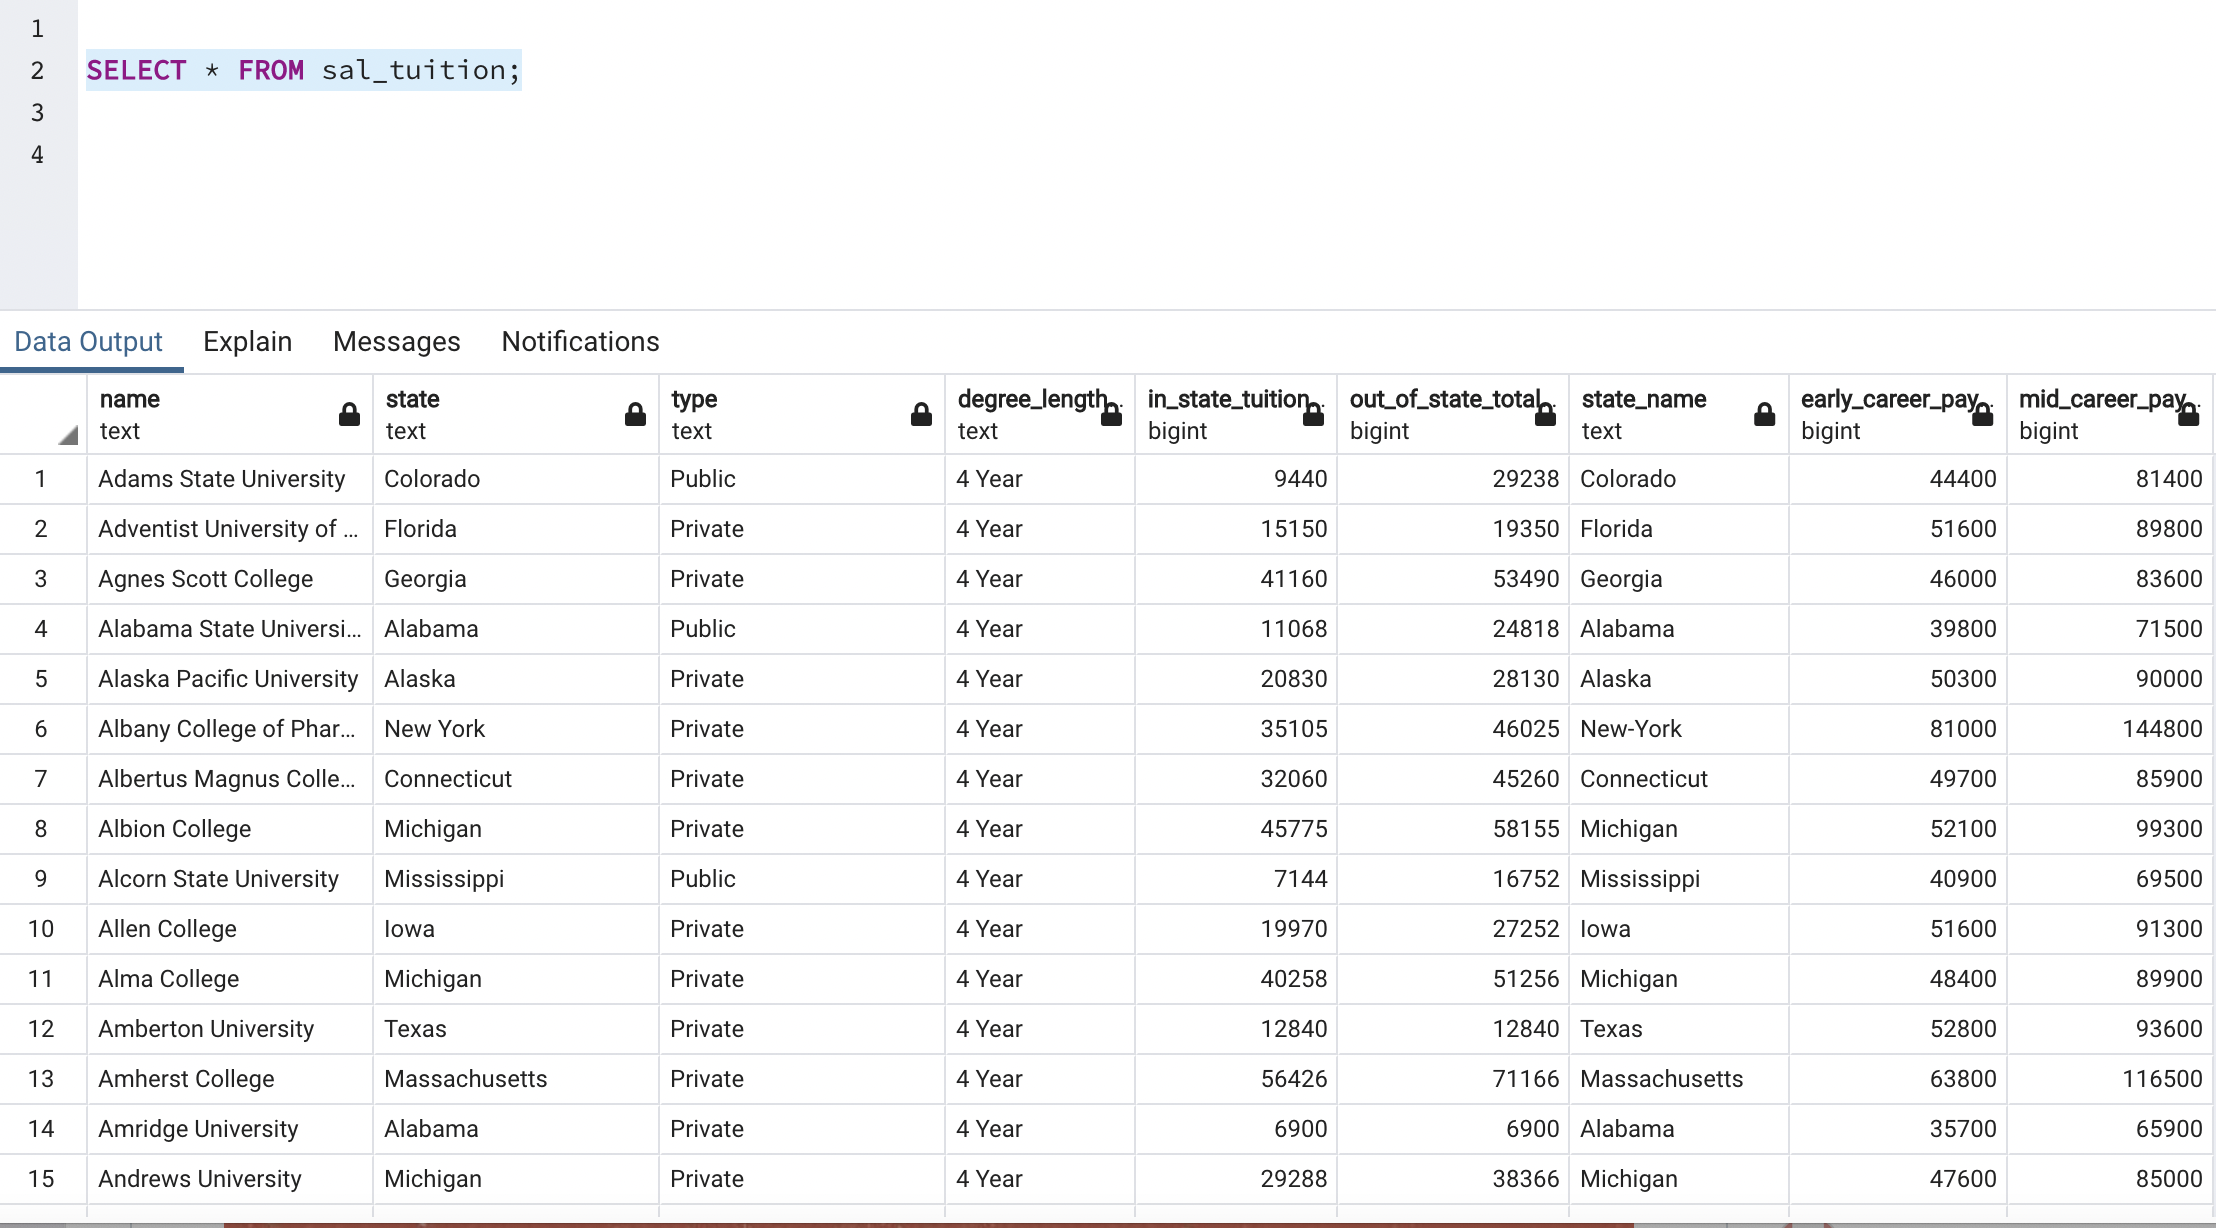 1
2 SELECT * FROM sal_tuition;
3
4
Data Output Explain Messages Notifications
name state type degree_length.. in_state_tuition.. out_of_state_total.. state_name early_career_pay.. mid_career_pay..
text text text text bigint bigint text bigint bigint
1 Adams State University Colorado Public 4 Year 9440 29238 Colorado 44400 81400
2 Adventist University of ... Florida Private 4 Year 15150 19350 Florida 51600 89800
3 Agnes Scott College Georgia Private 4 Year 41160 53490 Georgia 46000 83600
4 Alabama State Universi... Alabama Public 4 Year 11068 24818 Alabama 39800 71500
5 Alaska Pacific University Alaska Private 4 Year 20830 28130 Alaska 50300 90000
6 Albany College of Phar... New York Private 4 Year 35105 46025 New-York 81000 144800
7 Albertus Magnus Colle... Connecticut Private 4 Year 32060 45260 Connecticut 49700 85900
8 Albion College Michigan Private 4 Year 45775 58155 Michigan 52100 99300
9 Alcorn State University Mississippi Public 4 Year 7144 16752 Mississippi 40900 69500
10 Allen College Iowa Private 4 Year 19970 27252 Iowa 51600 91300
11 Alma College Michigan Private 4 Year 40258 51256 Michigan 48400 89900
12 Amberton University Texas Private 4 Year 12840 12840 Texas 52800 93600
13 Amherst College Massachusetts Private 4 Year 56426 71166 Massachusetts 63800 116500
14 Amridge University Alabama Private 4 Year 6900 6900 Alabama 35700 65900
15 Andrews University Michigan Private 4 Year 29288 38366 Michigan 47600 85000